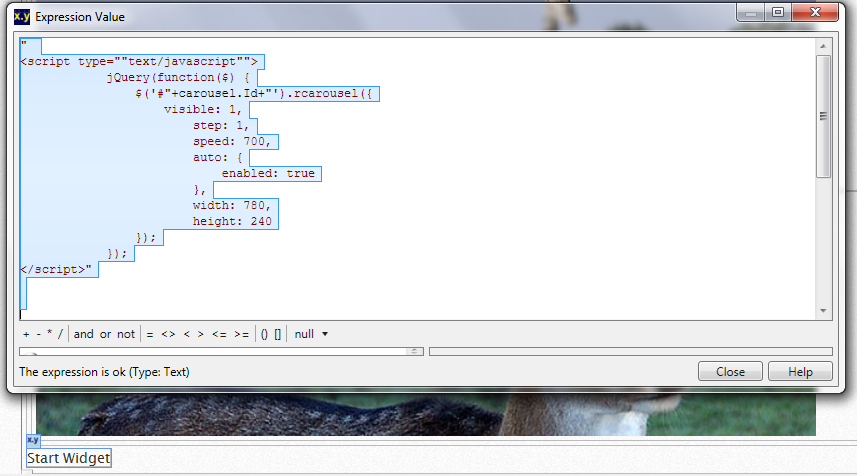 x.y Expression Value
"
<script type=""text/javascript"">
jQuery(function($) {
$('#"+carousel.Id+"').rcarousel({
visible: 1,
step: 1,
speed: 700,
auto: {
enabled: true
},
width: 780,
height: 240
});
});
</script>"
+ - * / and or not = <> < > <= >= () [] null
The expression is ok (Type: Text)
Close Help
x.y
Start Widget